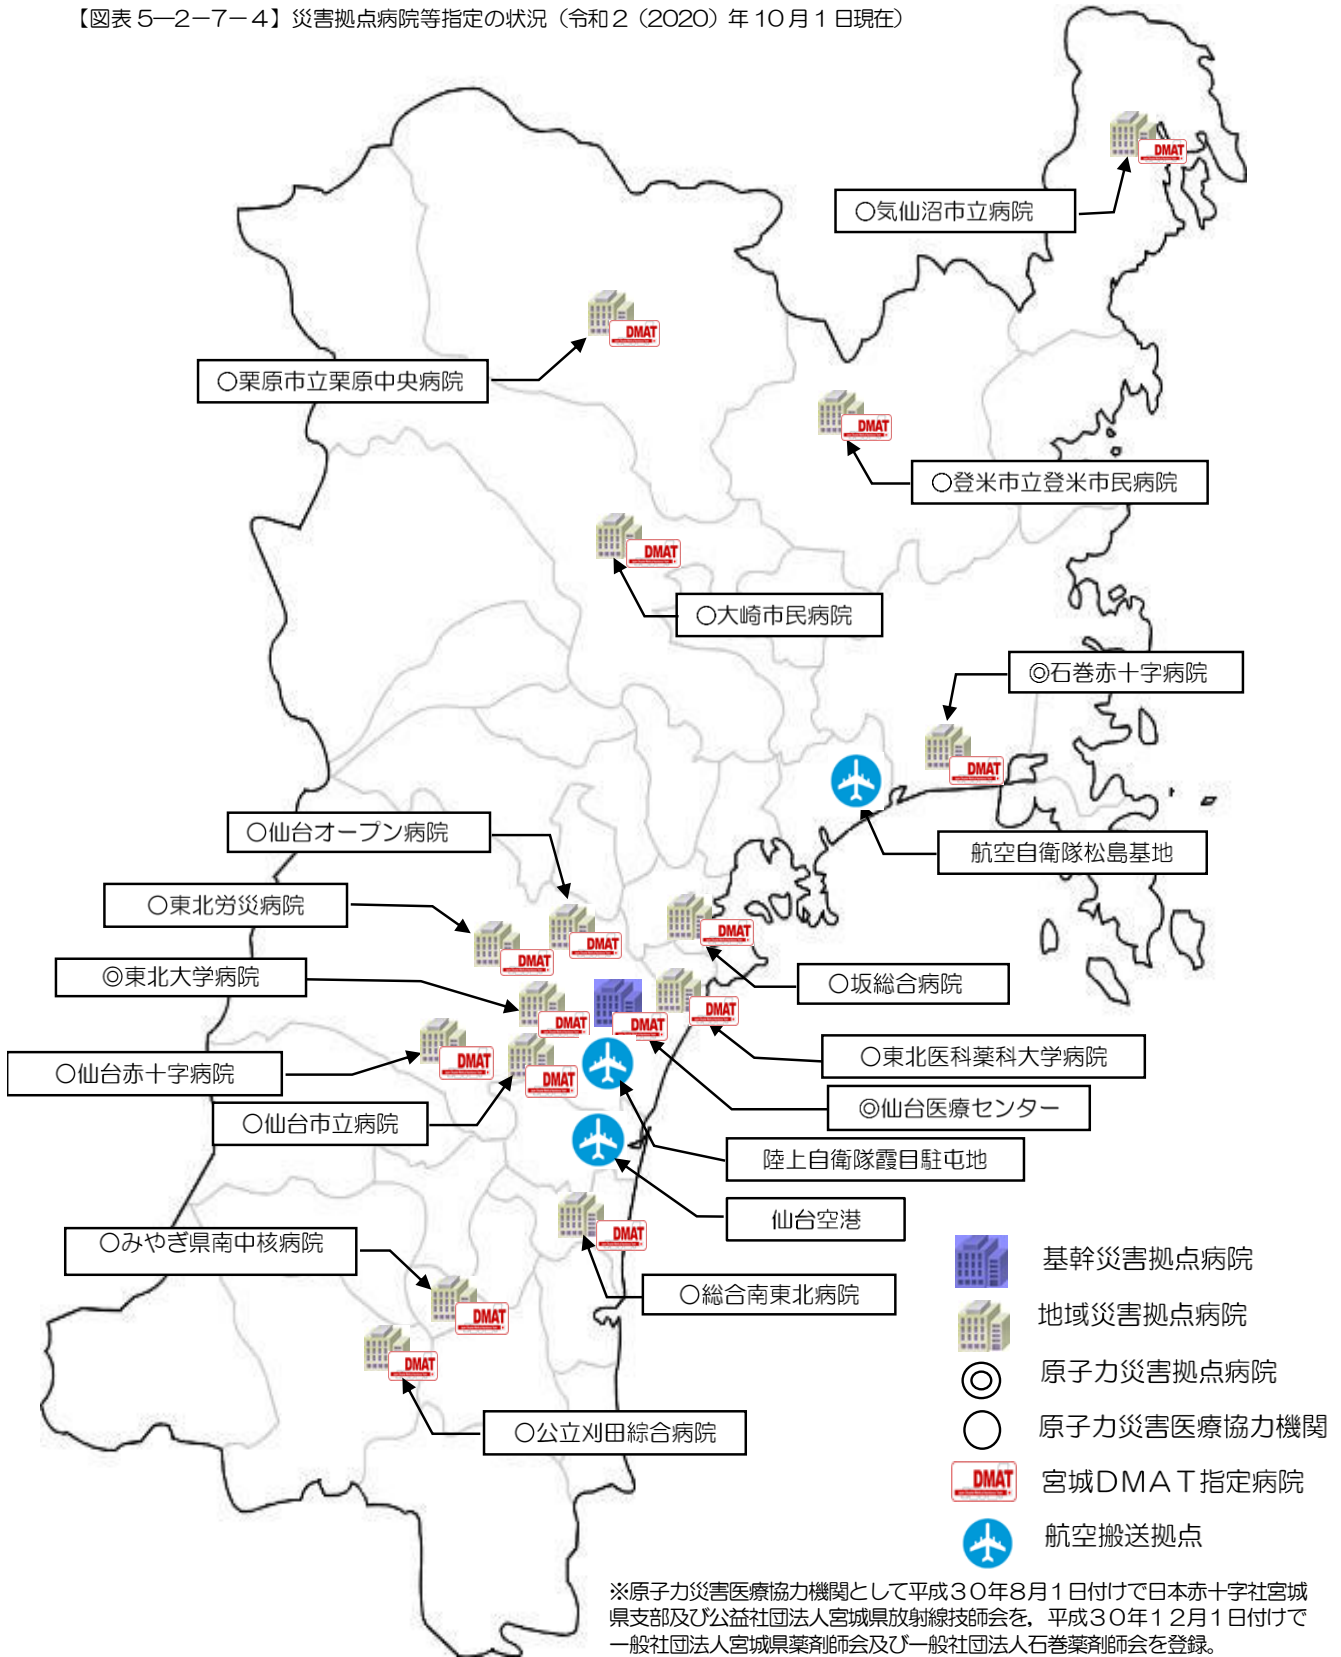 【図表5-2-7-4】災害拠点病院等指定の状況（令和2（2020）年10月1日現在）
DMAT
○気仙沼市立病院
DMAT
○栗原市立栗原中央病院
DMAT
○登米市立登米市民病院
DMAT
○大崎市民病院
◎石巻赤十字病院
DMAT
○仙台オープン病院
航空自衛隊松島基地
○東北労災病院
DMAT
DMAT
DMAT
◎東北大学病院
○坂総合病院
DMAT
DMAT
DMAT
○東北医科薬科大学病院
○仙台赤十字病院
DMAT
DMAT
◎仙台医療センター
○仙台市立病院
陸上自衛隊霞目駐屯地
仙台空港
DMAT
○みやぎ県南中核病院
○総合南東北病院
DMAT
DMAT
○公立刈田綜合病院
基幹災害拠点病院
地域災害拠点病院
◎ 原子力災害拠点病院
○ 原子力災害医療協力機関
DMAT 宮城DMAT指定病院
航空搬送拠点
※原子力災害医療協力機関として平成30年8月1日付けで日本赤十字社宮城
県支部及び公益社団法人宮城県放射線技師会を，平成30年12月1日付けで
一般社団法人宮城県薬剤師会及び一般社団法人石巻薬剤師会を登録。